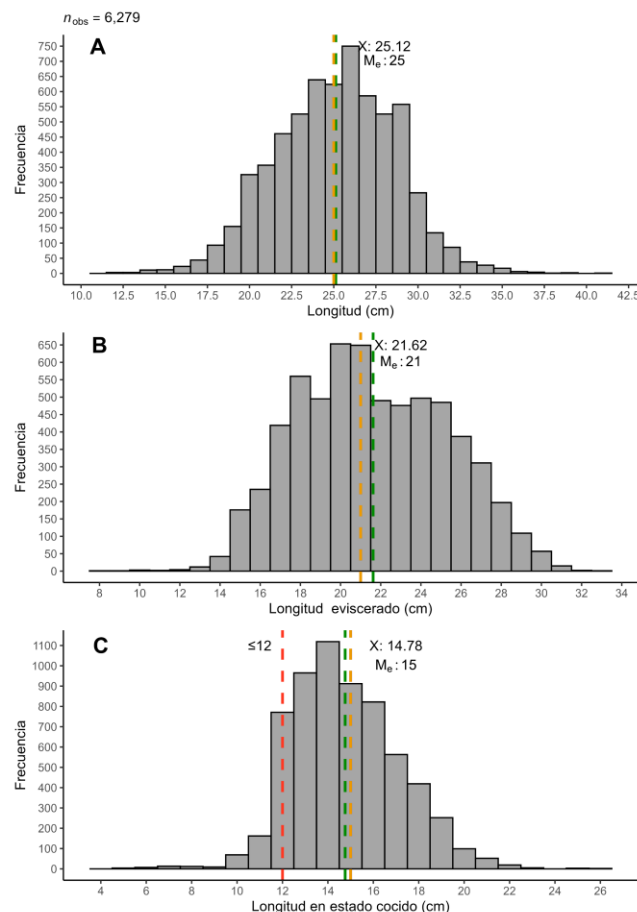 n obs = 6,279
A
X: 25.12
Me : 25
750
700
650
600
550
500
450
400
350
300
250
200
150
100
50
0
Frecuencia
10.0 12.5 15.0 17.5 20.0 22.5 25.0 27.5 30.0 32.5 35.0 37.5 40.0 42.5
Longitud (cm)
B
X: 21.62
Me : 21
650
600
550
500
450
400
350
300
250
200
150
100
50
0
Frecuencia
8 10 12 14 16 18 20 22 24 26 28 30 32 34
Longitud eviscerado (cm)
C
≤12
X: 14.78
Me : 15
1100
1000
900
800
700
600
500
400
300
200
100
0
Frecuencia
4 6 8 10 12 14 16 18 20 22 24 26
Longitud en estado cocido (cm)